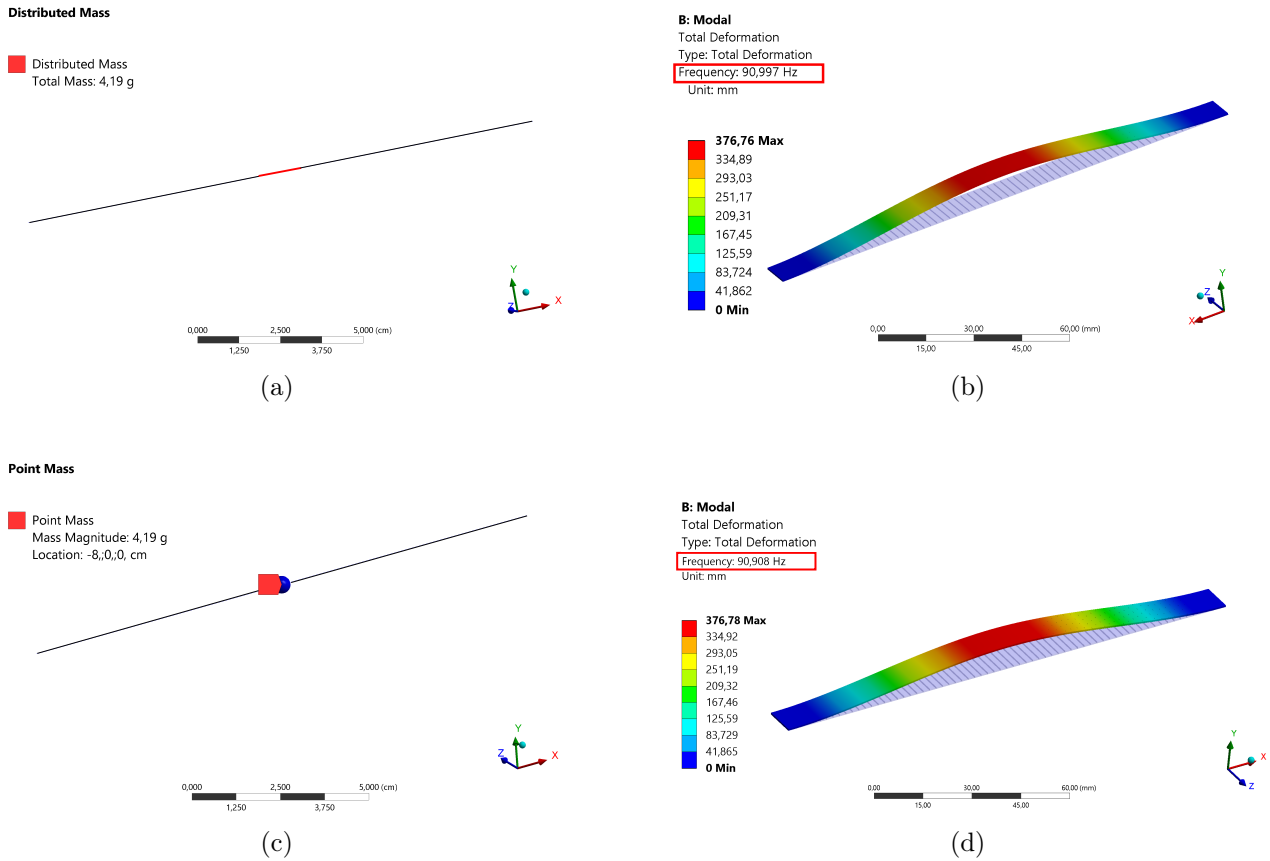 Distributed Mass
Distributed Mass
Total Mass: 4,19 g
Y
X
Z
0,000 2,500 5,000 (cm)
1,250 3,750
(a)
B: Modal
Total Deformation
Type: Total Deformation
Frequency: 90,997 Hz
Unit: mm
376,76 Max
334,89
293,03
251,17
209,31
167,45
125,59
83,724
41,862
0 Min
Y
Z
X
0,00 30,00 60,00 (mm)
15,00 45,00
(b)
Point Mass
Point Mass
Mass Magnitude: 4,19 g
Location: -8,;0,;0, cm
Y
Z
X
0,000 2,500 5,000 (cm)
1,250 3,750
(c)
B: Modal
Total Deformation
Type: Total Deformation
Frequency: 90,908 Hz
Unit: mm
376,78 Max
334,92
293,05
251,19
209,32
167,46
125,59
83,729
41,865
0 Min
Y
X
Z
0,00 30,00 60,00 (mm)
15,00 45,00
(d)